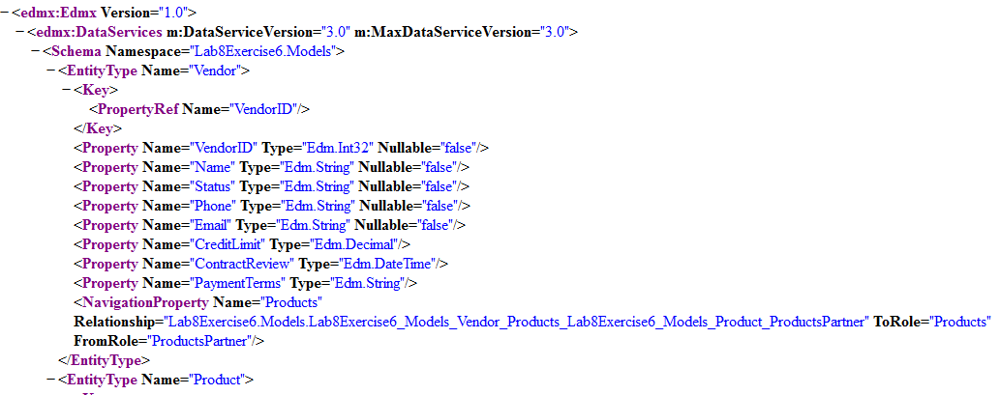 −<edmx:Edmx Version="1.0">
−<edmx:DataServices m:DataServiceVersion="3.0" m:MaxDataServiceVersion="3.0">
−<Schema Namespace="Lab8Exercise6.Models">
−<EntityType Name="Vendor">
−<Key>
<PropertyRef Name="VendorID"/>
</Key>
<Property Name="VendorID" Type="Edm.Int32" Nullable="false"/>
<Property Name="Name" Type="Edm.String" Nullable="false"/>
<Property Name="Status" Type="Edm.String" Nullable="false"/>
<Property Name="Phone" Type="Edm.String" Nullable="false"/>
<Property Name="Email" Type="Edm.String" Nullable="false"/>
<Property Name="CreditLimit" Type="Edm.Decimal"/>
<Property Name="ContractReview" Type="Edm.DateTime"/>
<Property Name="PaymentTerms" Type="Edm.String"/>
<NavigationProperty Name="Products"
Relationship="Lab8Exercise6.Models.Lab8Exercise6_Models_Vendor_Products_Lab8Exercise6_Models_Product_ProductsPartner" ToRole="Products"
FromRole="ProductsPartner"/>
</EntityType>
−<EntityType Name="Product">